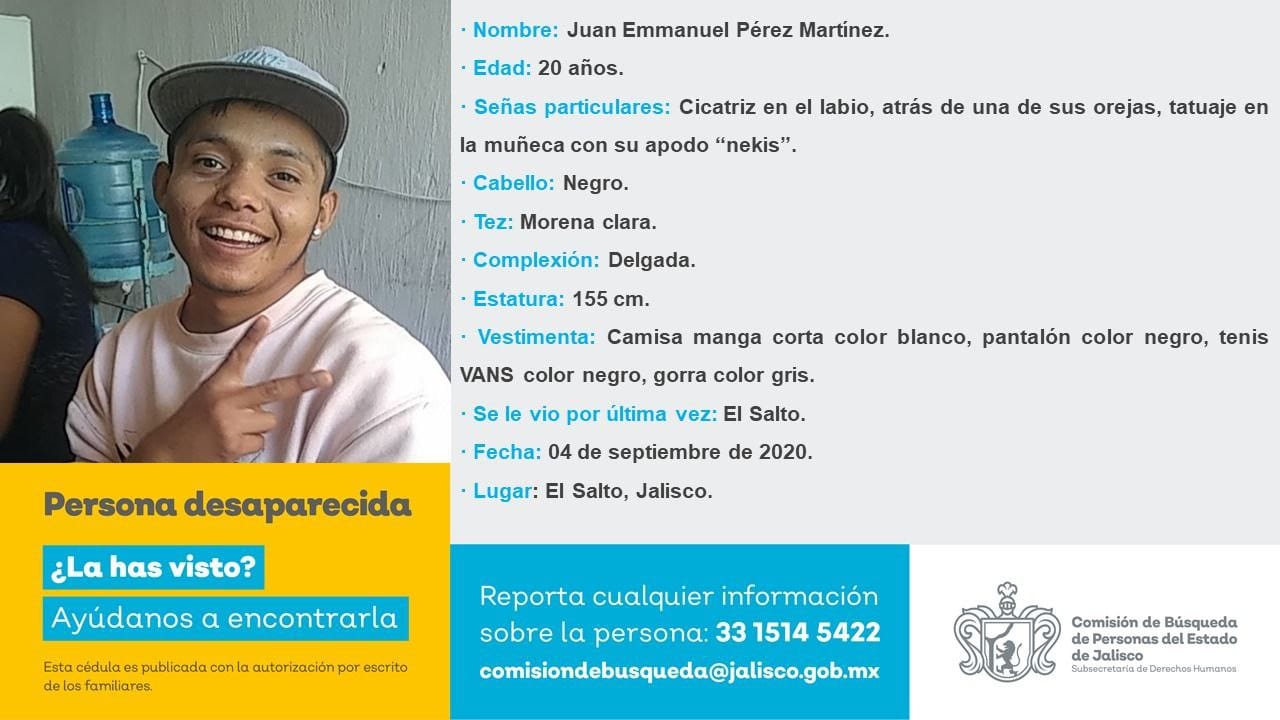 · Nombre: Juan Emmanuel Pérez Martínez.
· Edad: 20 años.
· Señas particulares: Cicatriz en el labio, atrás de una de sus orejas, tatuaje en
la muñeca con su apodo “nekis”.
· Cabello: Negro.
· Tez: Morena clara.
· Complexión: Delgada.
· Estatura: 155 cm.
· Vestimenta: Camisa manga corta color blanco, pantalón color negro, tenis
VANS color negro, gorra color gris.
· Se le vio por última vez: El Salto.
· Fecha: 04 de septiembre de 2020.
· Lugar: El Salto, Jalisco.
Persona desaparecida
¿La has visto?
Ayúdanos a encontrarla
Esta cédula es publicada con la autorización por escrito
de los familiares.
Reporta cualquier información
sobre la persona: 33 1514 5422
comisiondebusqueda@jalisco.gob.mx
Comisión de Búsqueda
de Personas del Estado
de Jalisco
Subsecretaría de Derechos Humanos